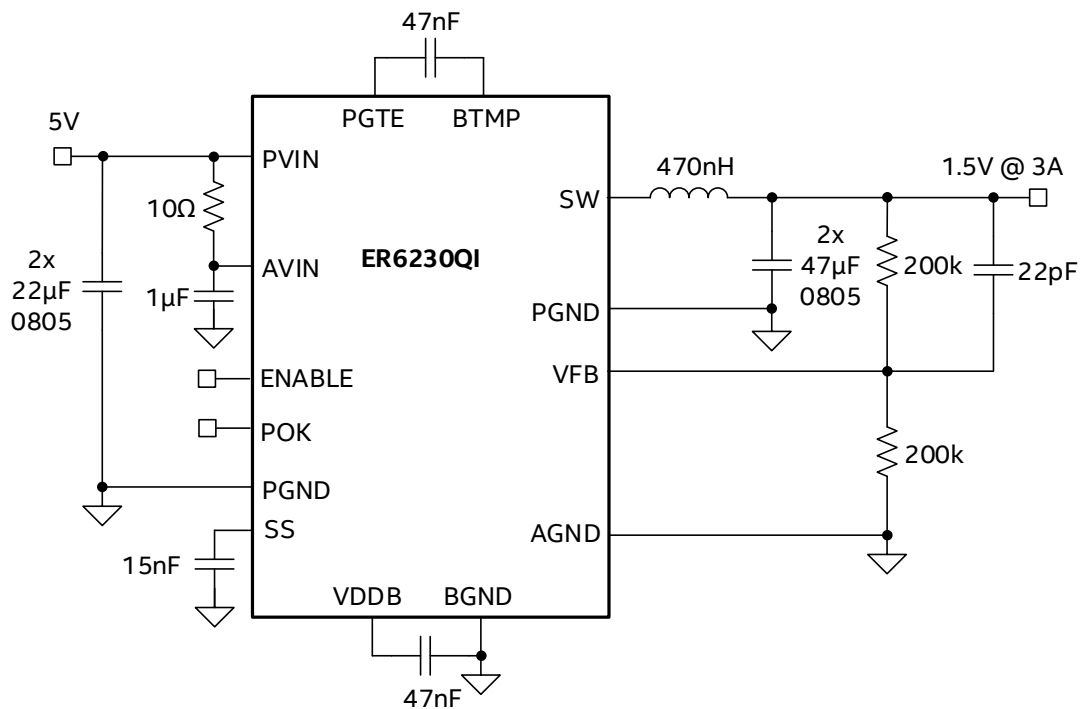 47nF
PGTE
BTMP
5V
PVIN
470nH
1.5V @ 3A
SW
10Ω
ER6230QI
AVIN
2x
22µF
0805
1µF
2x
47µF
0805
200k
22pF
PGND
VFB
ENABLE
POK
200k
PGND
SS
AGND
15nF
VDDB
BGND
47nF